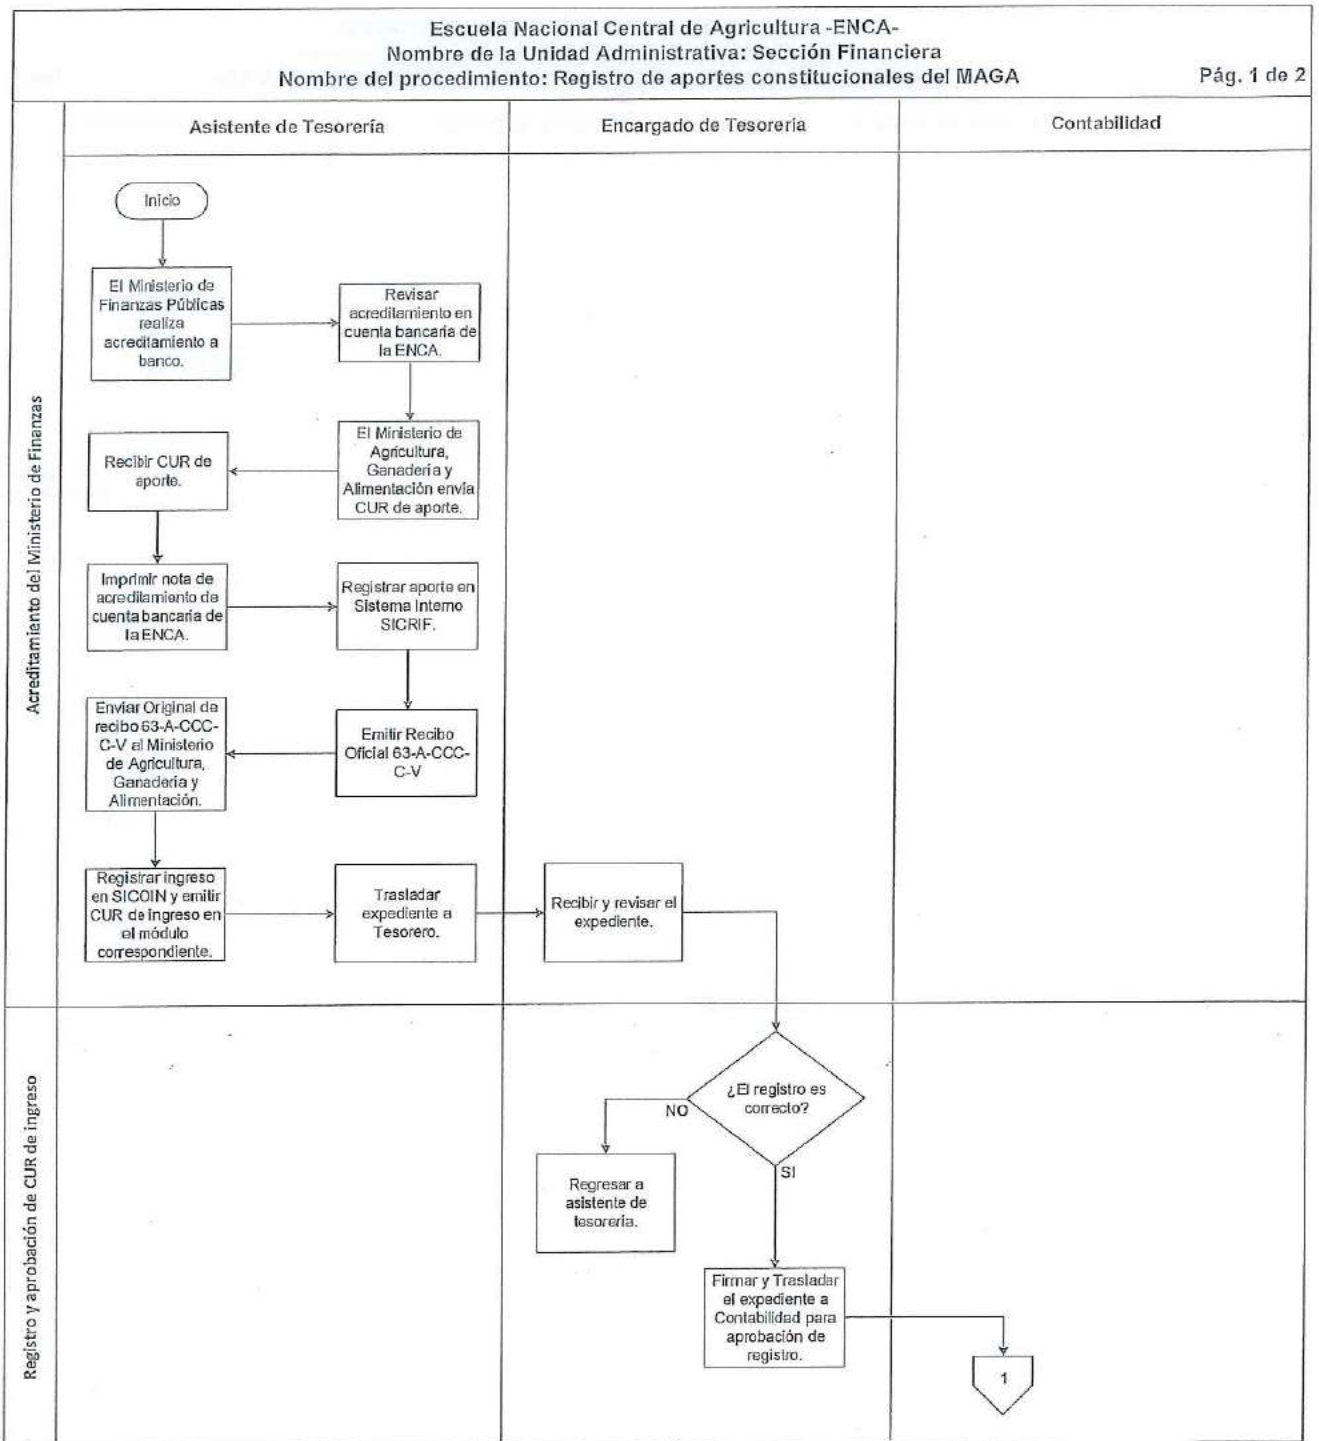 Escuela Nacional Central de Agricultura -ENCA-
Nombre de la Unidad Administrativa: Sección Financiera
Nombre del procedimiento: Registro de aportes constitucionales del MAGA
Pág. 1 de 2
Asistente de Tesorería
Encargado de Tesorería
Contabilidad
Acreditamiento del Ministerio de Finanzas
Inicio
El Ministerio de
Finanzas Públicas
realiza
acreditamiento a
banco.
Revisar
acreditamiento en
cuenta bancaria de
la ENCA.
El Ministerio de
Agricultura,
Ganadería y
Alimentación envía
CUR de aporte.
Recibir CUR de
aporte.
Imprimir nota de
acreditamiento de
cuenta bancaria de
la ENCA.
Registrar aporte en
Sistema Interno
SICRIF.
Emitir Recibo
Oficial 63-A-CCC-
C-V
Enviar Original de
recibo 63-A-CCC-
C-V al Ministerio
de Agricultura,
Ganadería y
Alimentación.
Registrar ingreso
en SICOIN y emitir
CUR de ingreso en
el módulo
correspondiente.
Trasladar
expediente a
Tesorero.
Recibir y revisar el
expediente.
Registro y aprobación de CUR de ingreso
¿El registro es
correcto?
NO
SI
Regresar a
asistente de
tesorería.
Firmar y Trasladar
el expediente a
Contabilidad para
aprobación de
registro.
1